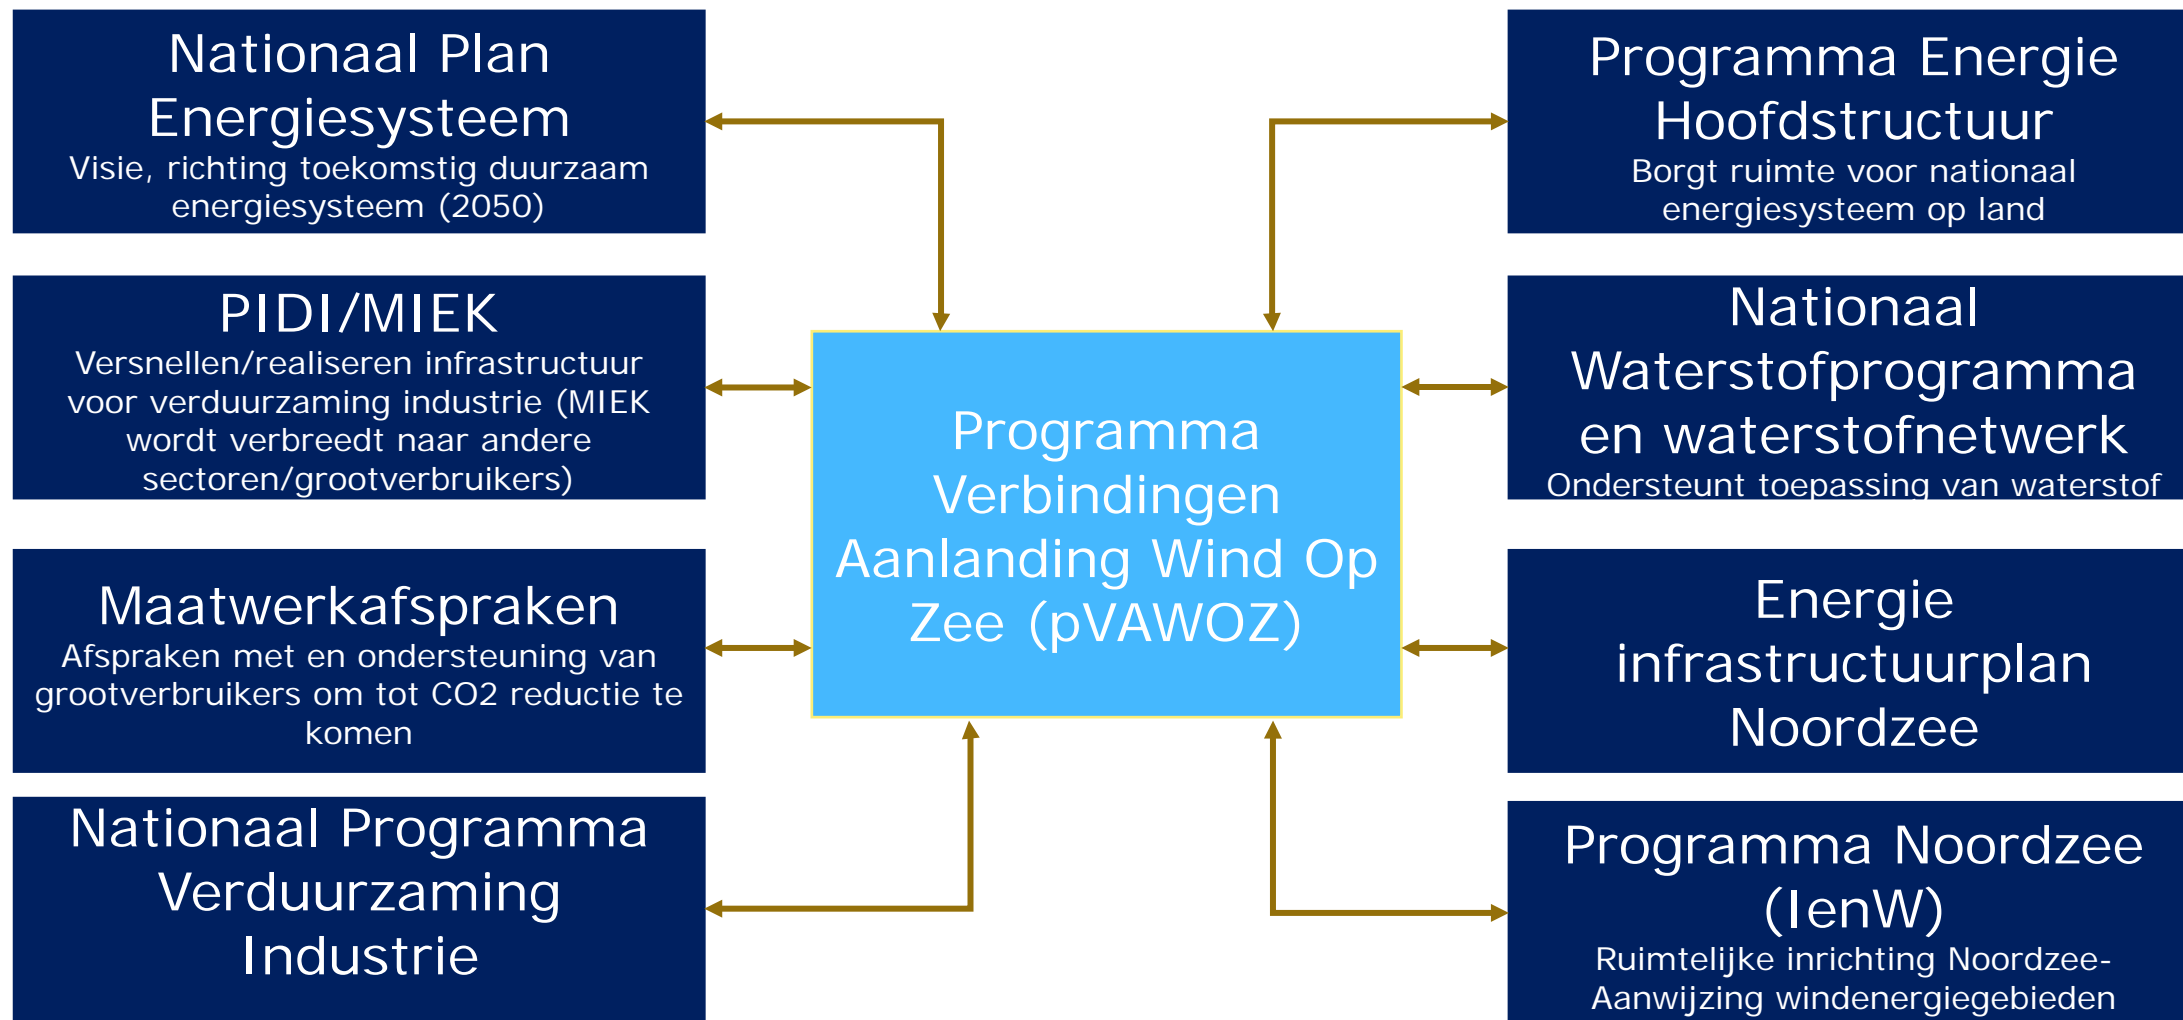 Nationaal Plan
Energiesysteem
Visie, richting toekomstig duurzaam
energiesysteem (2050)
PIDI/MIEK
Versnellen/realiseren infrastructuur
voor verduurzaming industrie (MIEK
wordt verbreedt naar andere
sectoren/grootverbruikers)
Maatwerkafspraken
Afspraken met en ondersteuning van
grootverbruikers om tot CO2 reductie te
komen
Nationaal Programma
Verduurzaming
Industrie
Programma
Verbindingen
Aanlanding Wind Op
Zee (pVAWOZ)
Programma Energie
Hoofdstructuur
Borgt ruimte voor nationaal
energiesysteem op land
Nationaal
Waterstofprogramma
en waterstofnetwerk
Ondersteunt toepassing van waterstof
Energie
infrastructuurplan
Noordzee
Programma Noordzee
(IenW)
Ruimtelijke inrichting Noordzee-
Aanwijzing windenergiegebieden